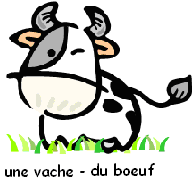 une vache - du boeuf